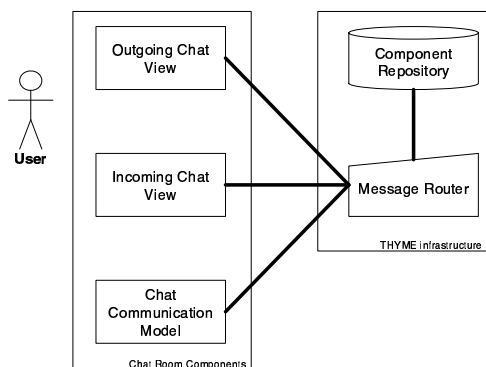 Outgoing Chat
View
Component
Repository
User
Incoming Chat
View
Message Router
THYME infrastructure
Chat
Communication
Model
Chat Room Components